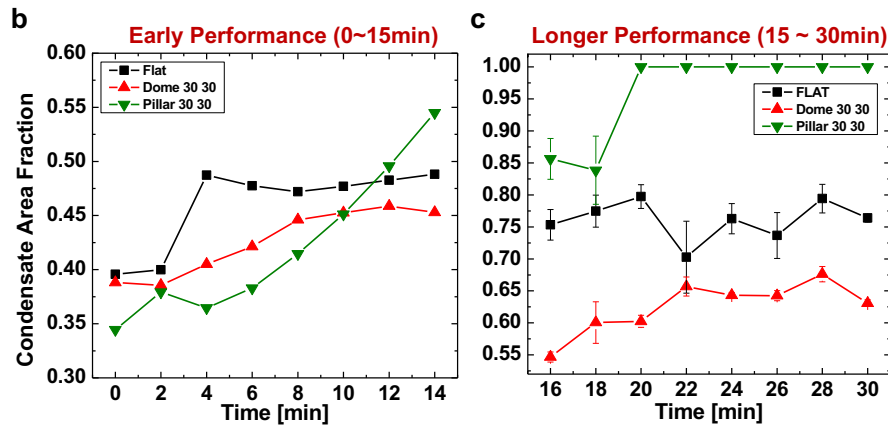 b
Early Performance (0~15min)
Condensate Area Fraction
0.60
0.55
0.50
0.45
0.40
0.35
0.30
Flat
Dome 30 30
Pillar 30 30
0 2 4 6 8 10 12 14
Time [min]
c
Longer Performance (15 ~ 30min)
1.00
0.95
0.90
0.85
0.80
0.75
0.70
0.65
0.60
0.55
FLAT
Dome 30 30
Pillar 30 30
16 18 20 22 24 26 28 30
Time [min]